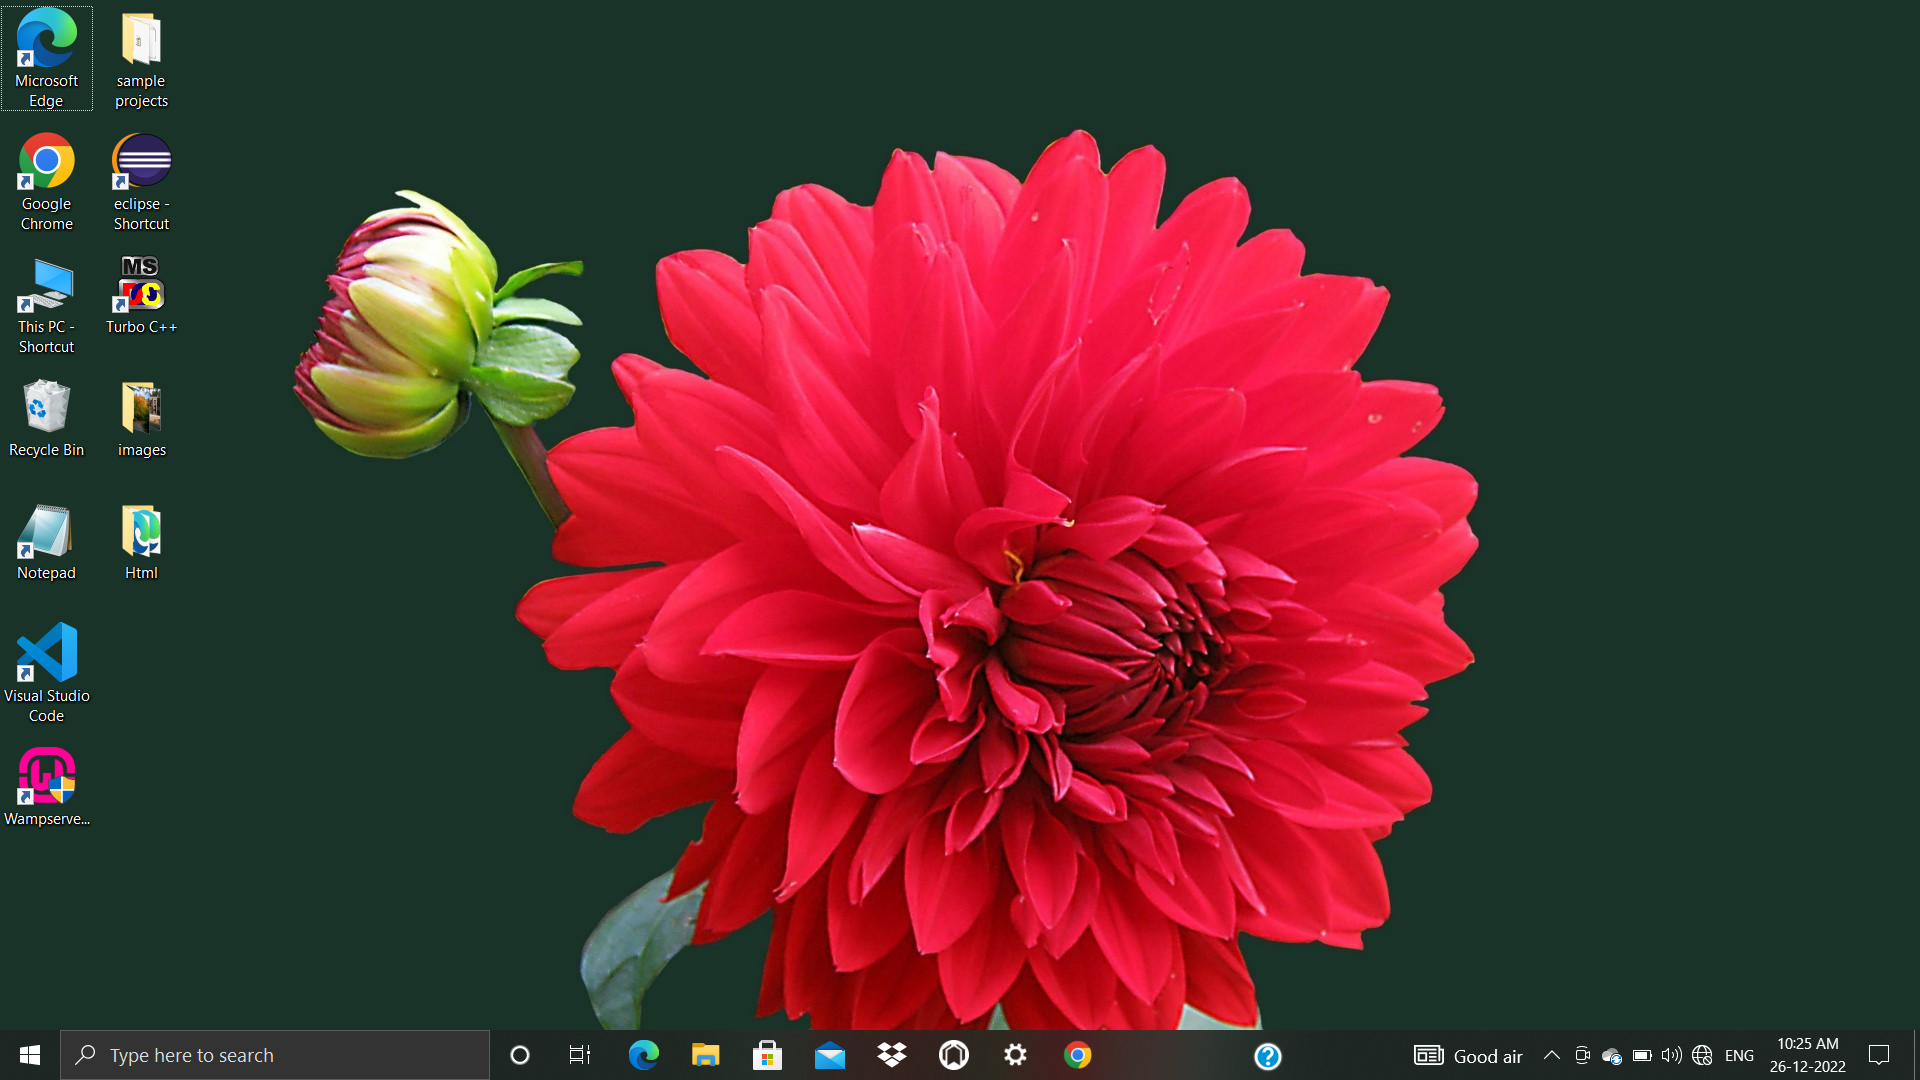 Microsoft
Edge
sample
projects
Google
Chrome
eclipse -
Shortcut
This PC -
Shortcut
MS
Turbo C++
Recycle Bin
images
Notepad
Html
Visual Studio
Code
Wampserve...
Type here to search
Good air
ENG
10:25 AM
26-12-2022